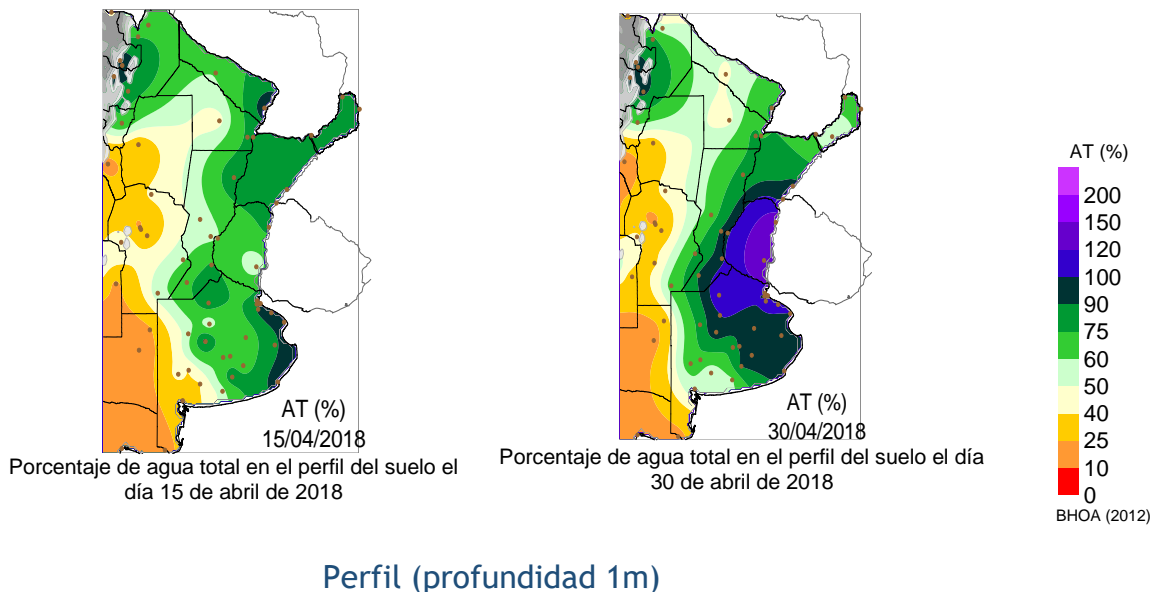 AT (%)
15/04/2018
Porcentaje de agua total en el perfil del suelo el
día 15 de abril de 2018
AT (%)
30/04/2018
Porcentaje de agua total en el perfil del suelo el día
30 de abril de 2018
AT (%)
200
150
120
100
90
75
60
50
40
25
10
0
BHOA (2012)
Perfil (profundidad 1m)